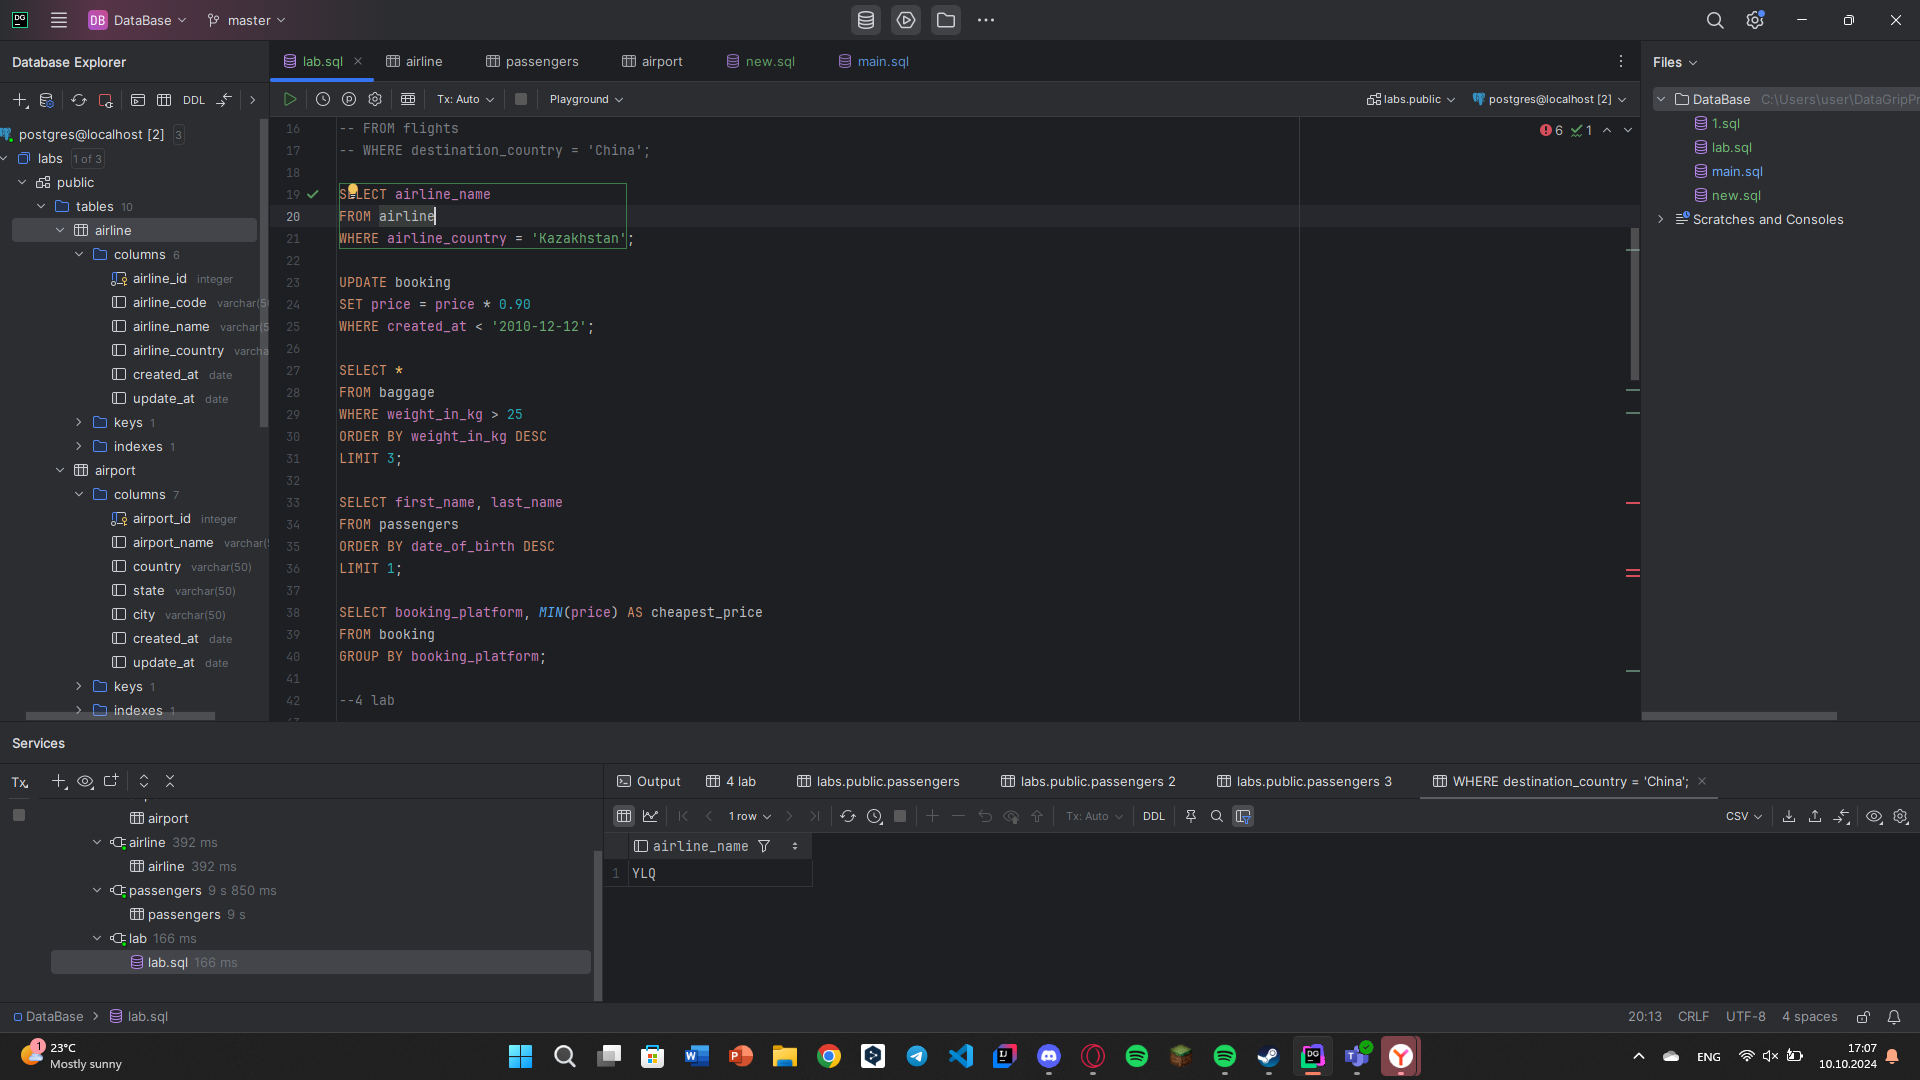 DG
DB DataBase master
Database Explorer
DDL
postgres@localhost [2] 3
labs 1 of 3
public
tables 10
airline
columns 6
airline_id integer
airline_code varchar(50
airline_name varchar(5
airline_country varcha
created_at date
update_at date
keys 1
indexes 1
airport
columns 7
airport_id integer
airport_name varchar(
country varchar(50)
state varchar(50)
city varchar(50)
created_at date
update_at date
keys 1
indexes 1
lab.sql airline passengers airport new.sql main.sql
Tx: Auto Playground labs.public postgres@localhost [2]
6 1
16 -- FROM flights
17 -- WHERE destination_country = 'China';
18
19 SELECT airline_name
20 FROM airline
21 WHERE airline_country = 'Kazakhstan';
22
23 UPDATE booking
24 SET price = price * 0.90
25 WHERE created_at < '2010-12-12';
26
27 SELECT *
28 FROM baggage
29 WHERE weight_in_kg > 25
30 ORDER BY weight_in_kg DESC
31 LIMIT 3;
32
33 SELECT first_name, last_name
34 FROM passengers
35 ORDER BY date_of_birth DESC
36 LIMIT 1;
37
38 SELECT booking_platform, MIN(price) AS cheapest_price
39 FROM booking
40 GROUP BY booking_platform;
41
42 --4 lab
Files
DataBase C:\Users\user\DataGripPr
1.sql
lab.sql
main.sql
new.sql
Scratches and Consoles
Services
Tx
airport
airline 392 ms
airline 392 ms
passengers 9 s 850 ms
passengers 9 s
lab 166 ms
lab.sql 166 ms
Output 4 lab labs.public.passengers labs.public.passengers 2 labs.public.passengers 3 WHERE destination_country = 'China';
1 row Tx: Auto DDL CSV
airline_name
1 YLQ
DataBase lab.sql
20:13 CRLF UTF-8 4 spaces
1 23°C
Mostly sunny
ENG
17:07
10.10.2024